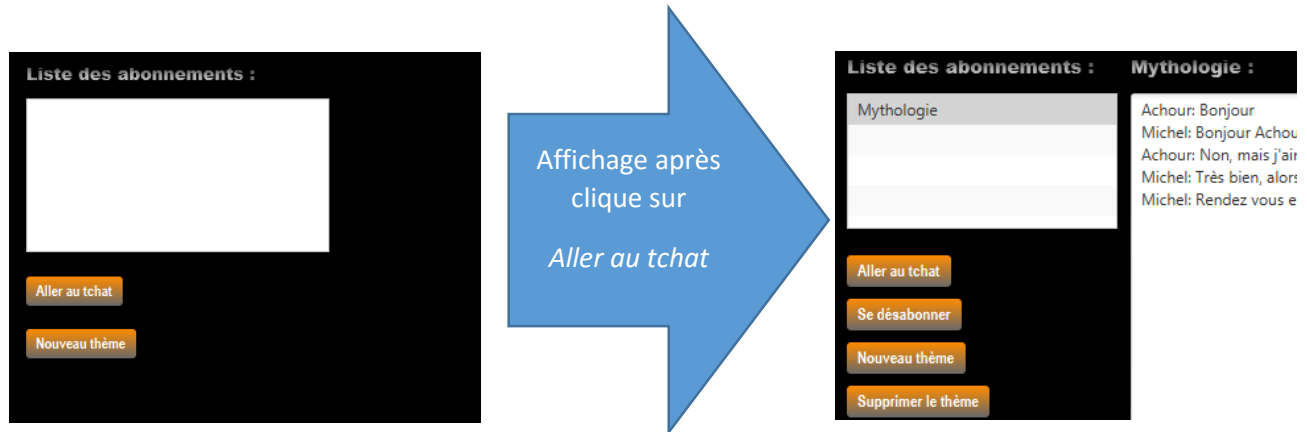 Liste des abonnements :
Aller au tchat
Nouveau thème
Affichage après
clique sur
Aller au tchat
Liste des abonnements :
Mythologie
Aller au tchat
Se désabonner
Nouveau thème
Supprimer le thème
Mythologie :
Achour: Bonjour
Michel: Bonjour
Achour: Non, mais
Michel: Très bien, alors
Michel: Rendez vous